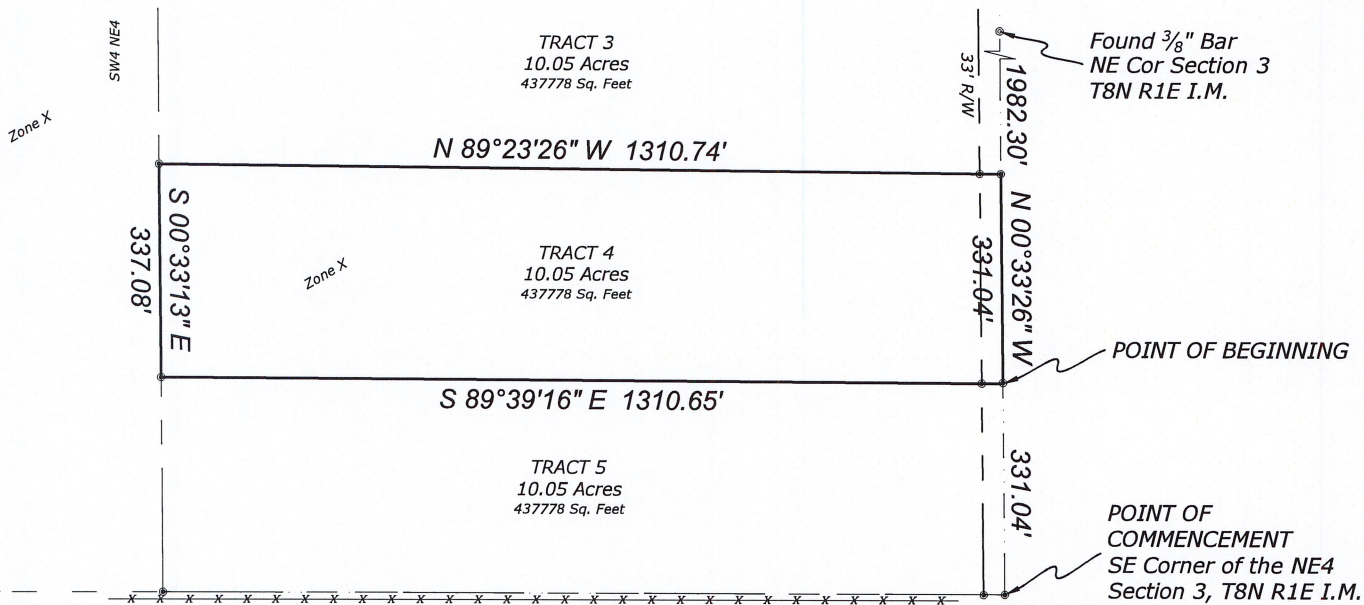 SW4 NE4
Zone X
TRACT 3
10.05 Acres
437778 Sq. Feet
33' R/W
1982.30'
Found 3/8" Bar
NE Cor Section 3
T8N R1E I.M.
N 89°23'26" W 1310.74'
S 00°33'13" E
337.08'
Zone X
TRACT 4
10.05 Acres
437778 Sq. Feet
331.04'
N 00°33'26" W
POINT OF BEGINNING
S 89°39'16" E 1310.65'
TRACT 5
10.05 Acres
437778 Sq. Feet
331.04'
POINT OF
COMMENCEMENT
SE Corner of the NE4
Section 3, T8N R1E I.M.
x x x x x x x x x x x x x x x x x x x x x x x x x x x x x